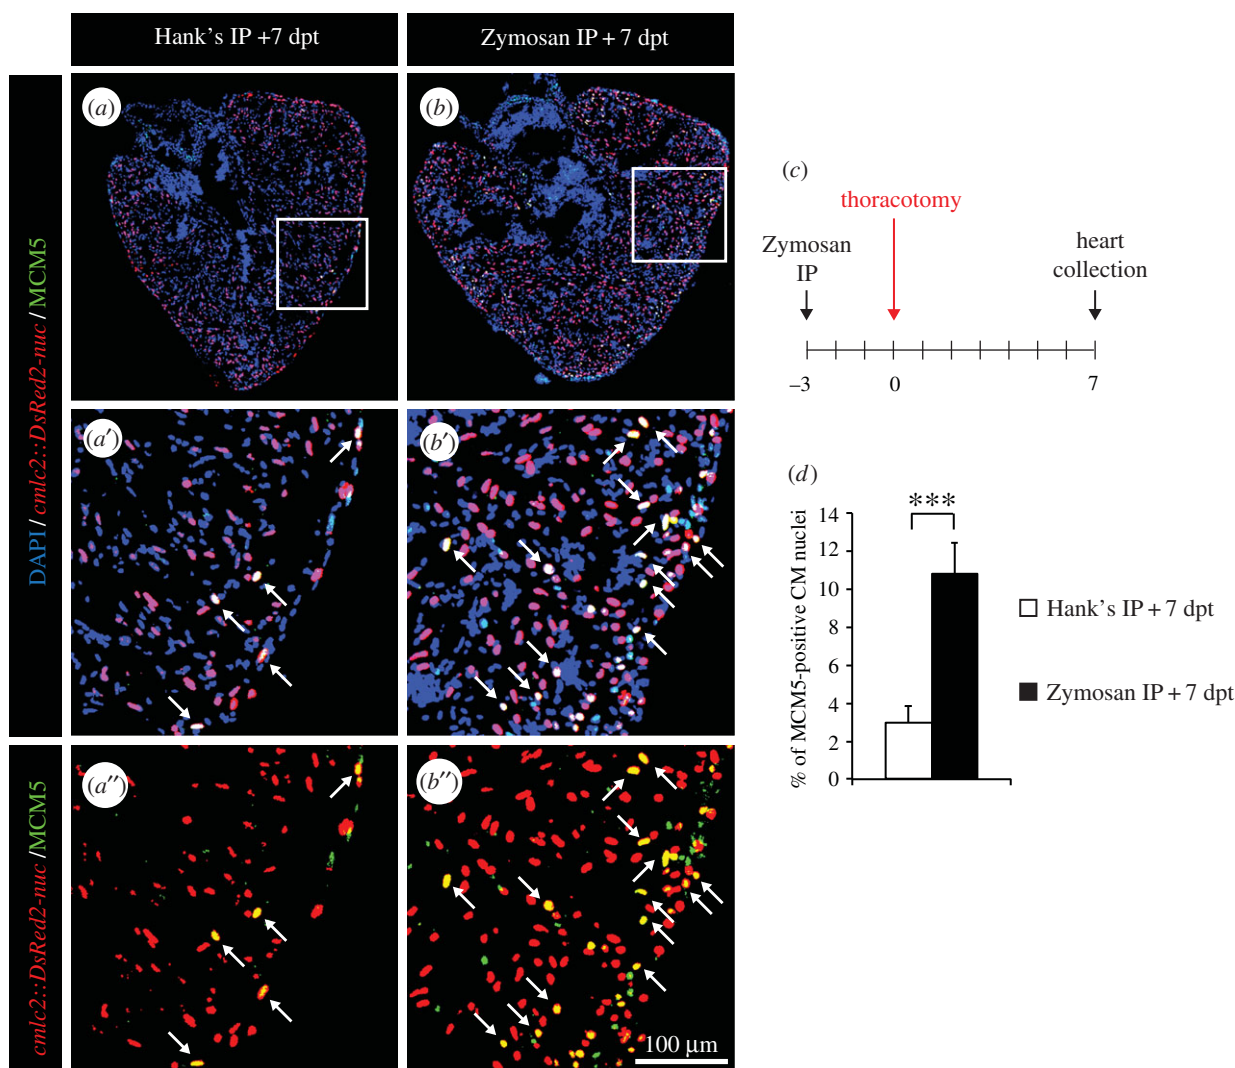 Hank's IP +7 dpt
Zymosan IP + 7 dpt
DAPI / cmlc2::DsRed2-nuc / MCM5
(a)
(b)
(a′)
(b′)
cmlc2::DsRed2-nuc /MCM5
(a″)
(b″)
100 μm
(c)
thoracotomy
Zymosan
IP
heart
collection
–3
0
7
(d)
% of MCM5-positive CM nuclei
14
12
10
8
6
4
2
0
***
Hank's IP + 7 dpt
Zymosan IP + 7 dpt